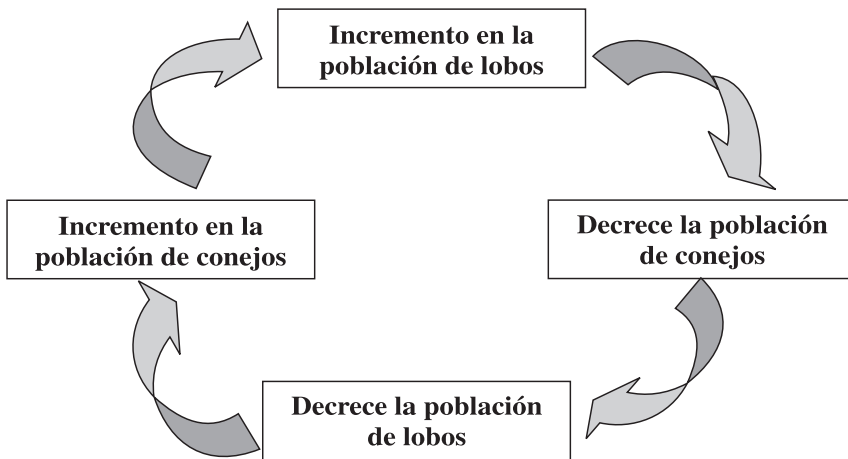 Incremento en la
población de lobos
Incremento en la
población de conejos
Decrece la población
de conejos
Decrece la población
de lobos